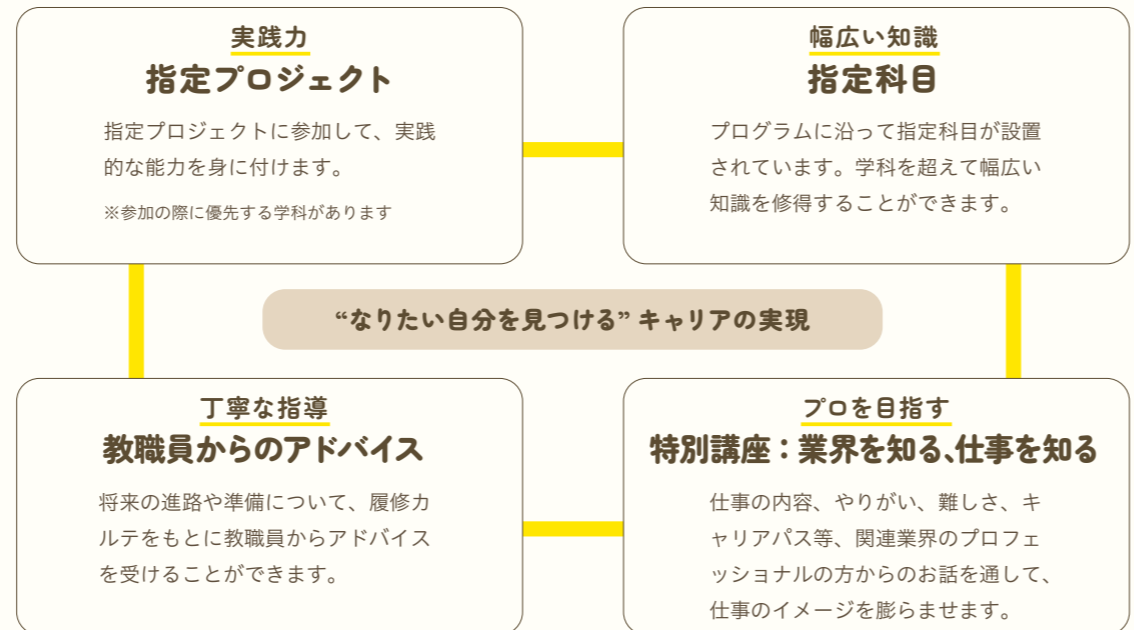 実践力
指定プロジェクト
指定プロジェクトに参加して、実践
的な能力を身に付けます。
※参加の際に優先する学科があります
幅広い知識
指定科目
プログラムに沿って指定科目が設置
されています。学科を超えて幅広い
知識を修得することができます。
“なりたい自分を見つける” キャリアの実現
丁寧な指導
教職員からのアドバイス
将来の進路や準備について、履修カ
ルテをもとに教職員からアドバイス
を受けることができます。
プロを目指す
特別講座：業界を知る、仕事を知る
仕事の内容、やりがい、難しさ、キ
ャリアパス等、関連業界のプロフェ
ッショナルの方からのお話を通して、
仕事のイメージを膨らませます。